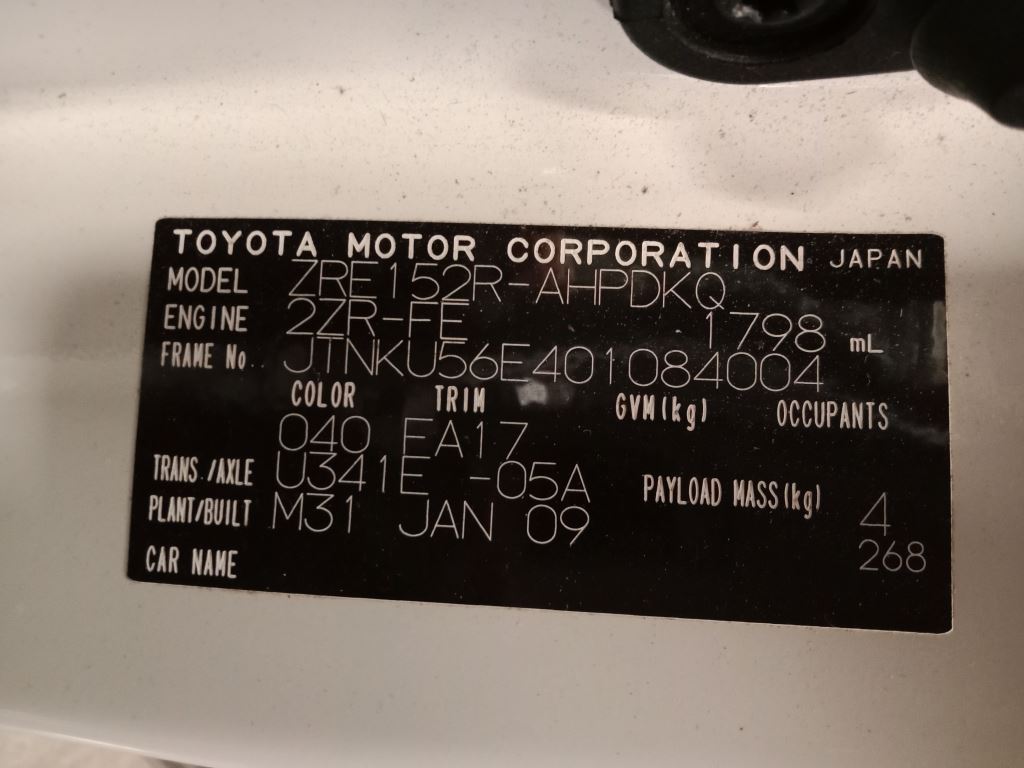 TOYOTA MOTOR CORPORATION JAPAN
MODEL ZRE152R-AHPDKQ
ENGINE 2ZR-FE 1798 mL
FRAME No.. JTNKU56E401084004
COLOR TRIM GVM(kg) OCCUPANTS
040 EA17
TRANS./AXLE U341E -05A PAYLOAD MASS(kg) 4
PLANT/BUILT M31 JAN 09 268
CAR NAME